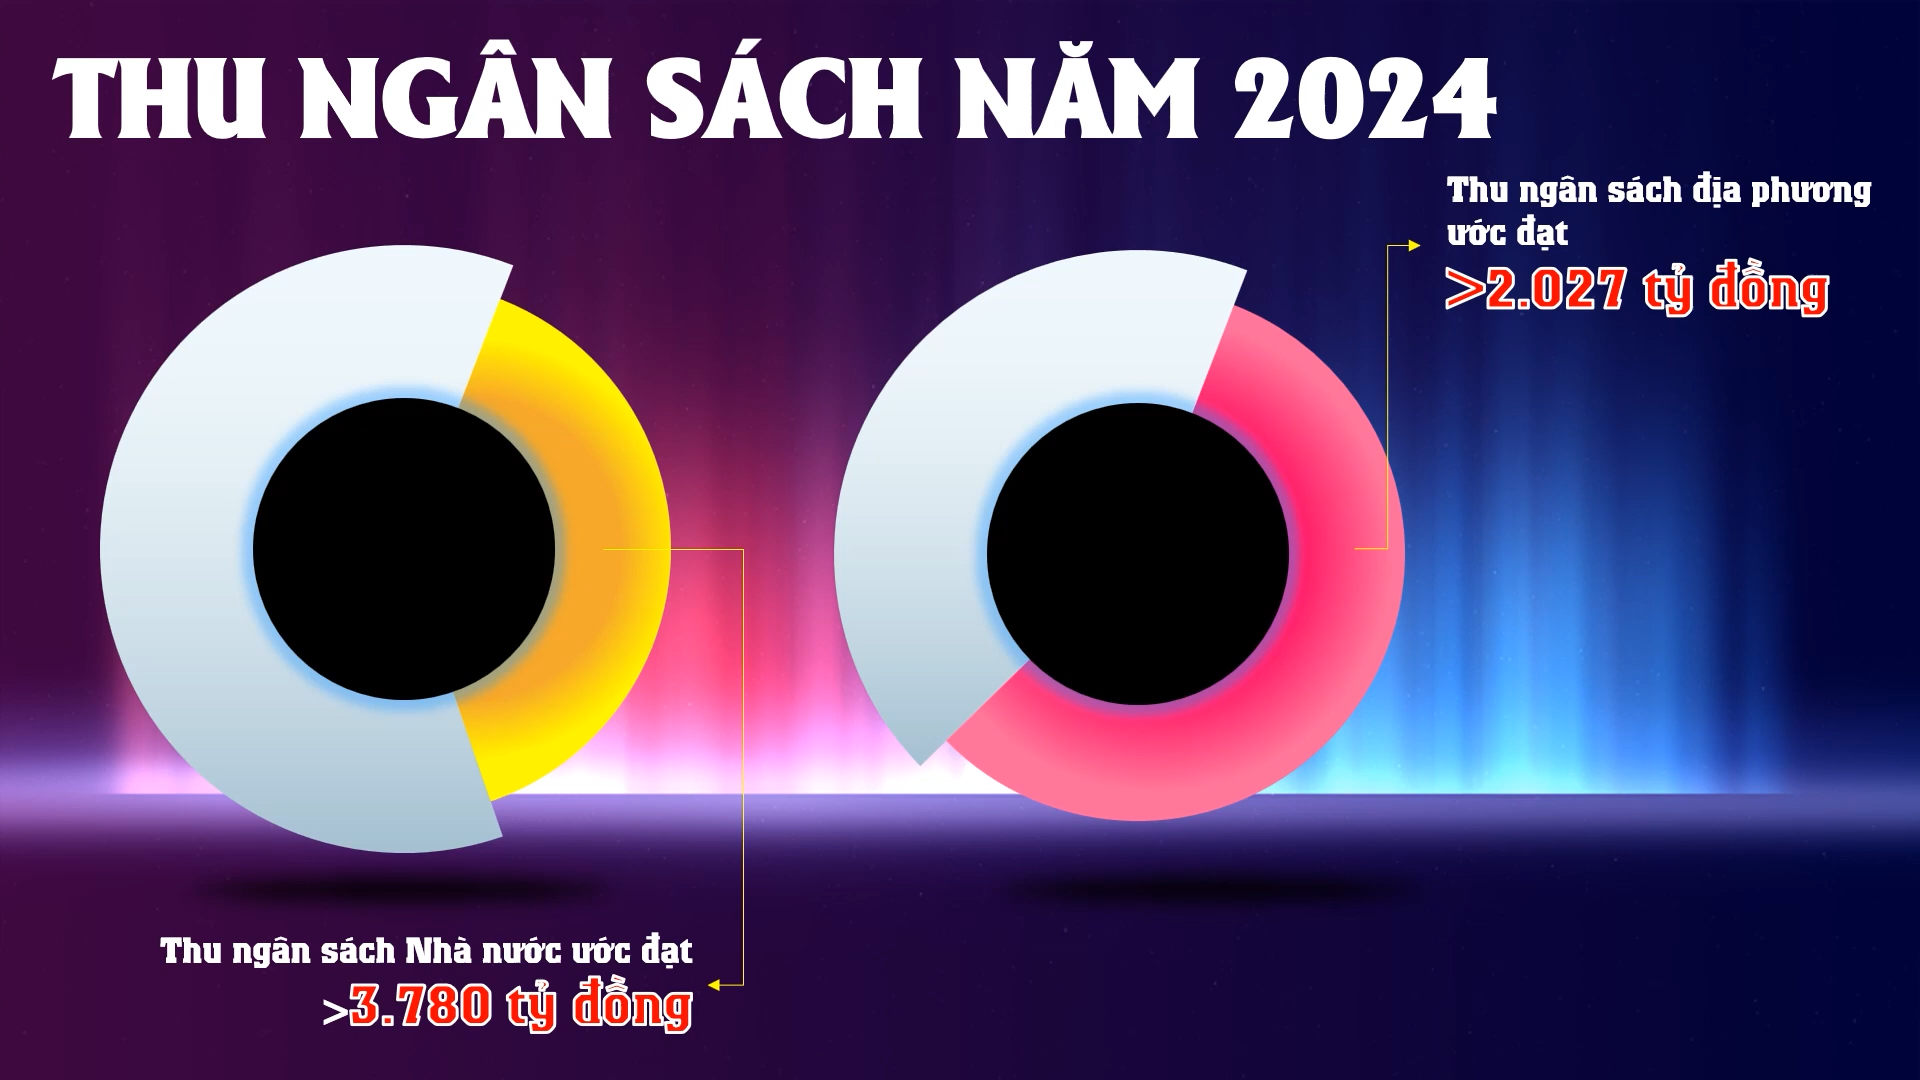 THU NGÂN SÁCH NĂM 2024
Thu ngân sách địa phương
ước đạt
>2.027 tỷ đồng
Thu ngân sách Nhà nước ước đạt
>3.780 tỷ đồng